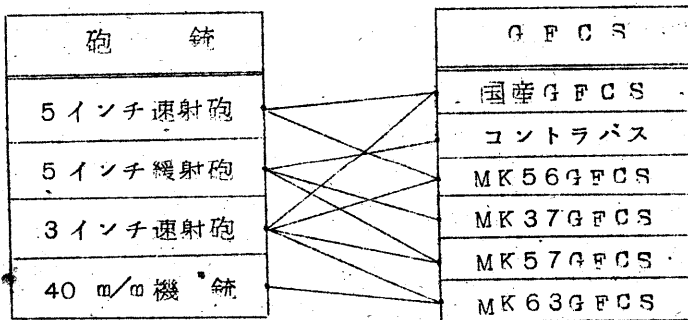 砲 銃
5インチ速射砲
5インチ緩射砲
3インチ速射砲
40 m/m機 銃
GFCS
国産GFCS
コントラバス
MK56GFCS
MK37GFCS
MK57GFCS
MK63GFCS